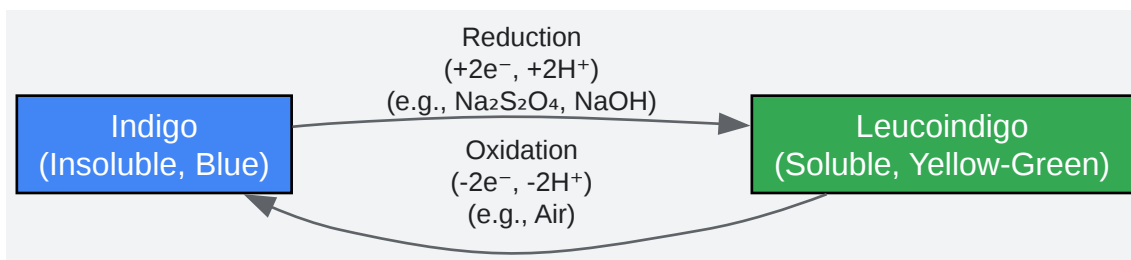 Reduction
(+2e⁻, +2H⁺)
(e.g., Na₂S₂O₄, NaOH)
Indigo
(Insoluble, Blue)
Leucoindigo
(Soluble, Yellow-Green)
Oxidation
(-2e⁻, -2H⁺)
(e.g., Air)